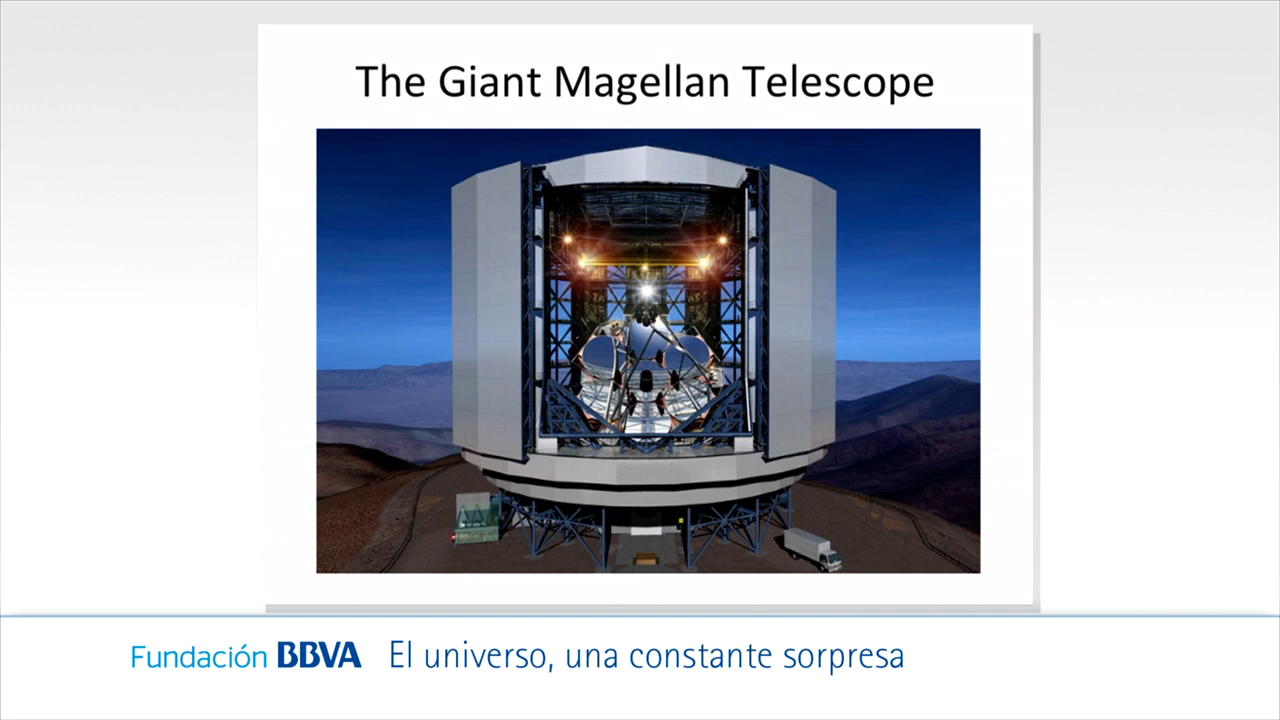 The Giant Magellan Telescope
Fundación BBVA El universo, una constante sorpresa